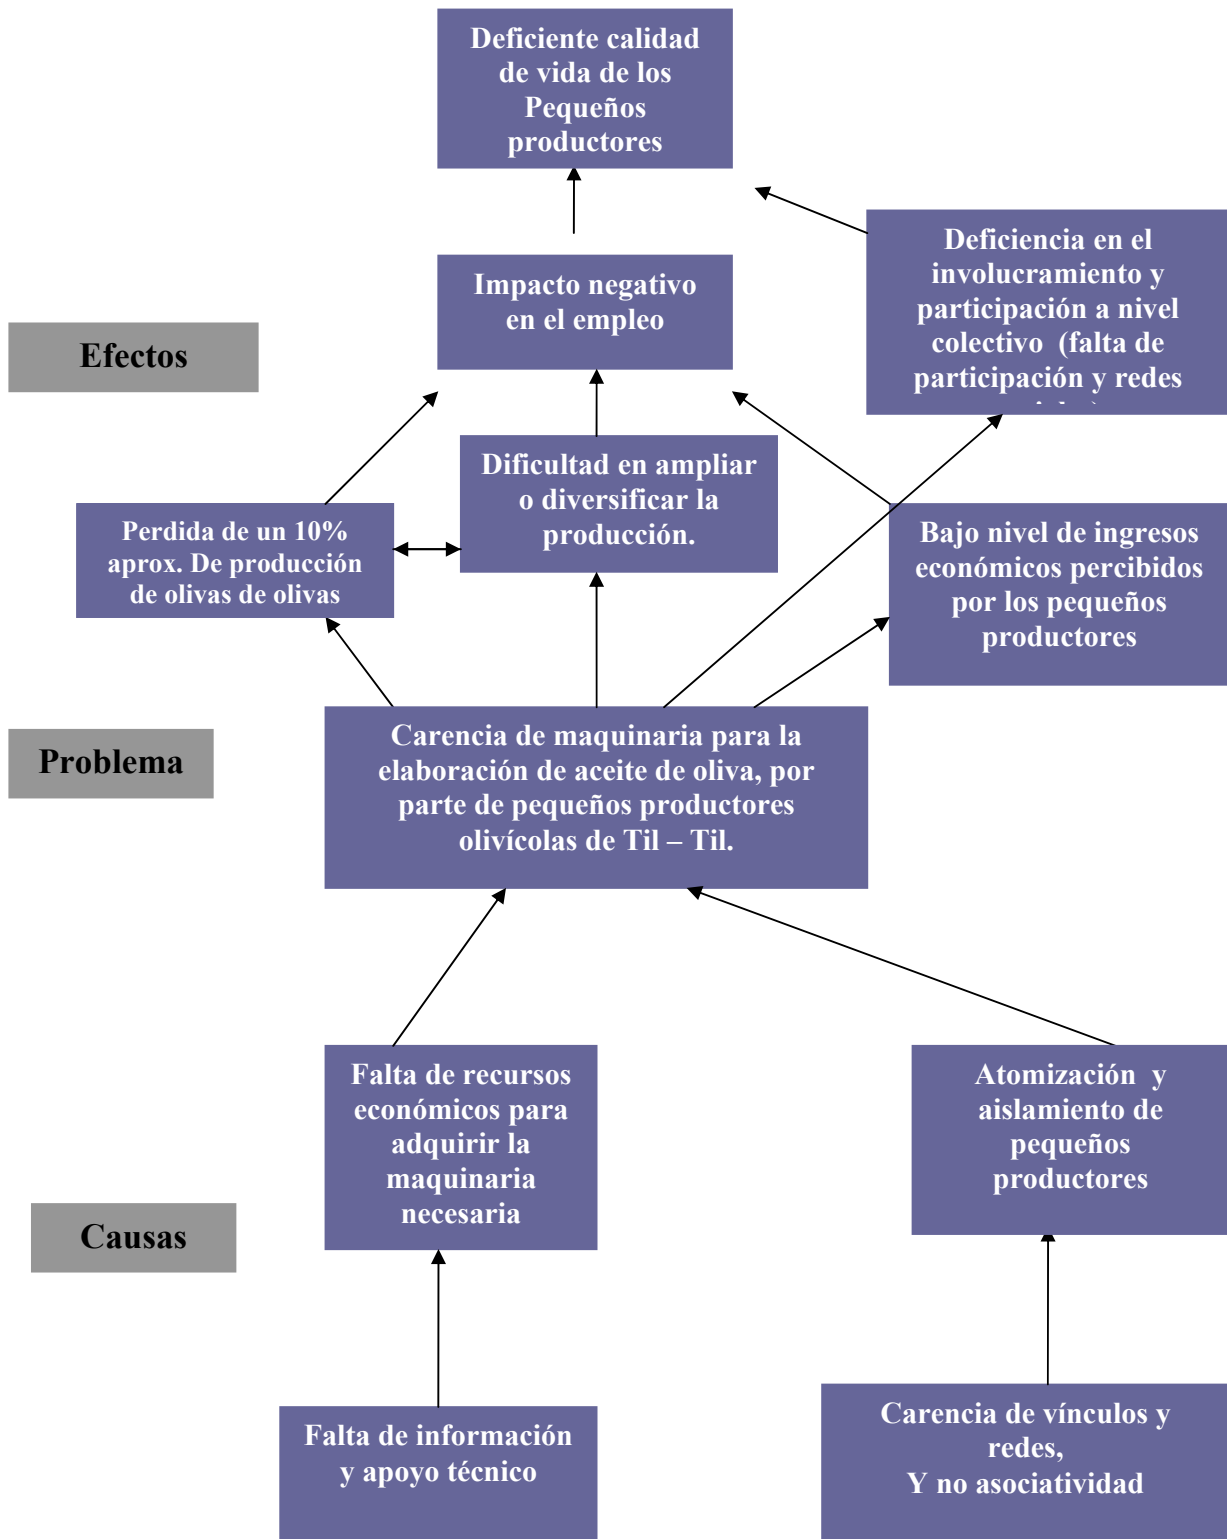 Deficiente calidad
de vida de los
Pequeños
productores
Deficiencia en el
involucramiento y
participación a nivel
colectivo (falta de
participación y redes
Impacto negativo
en el empleo
Efectos
Dificultad en ampliar
o diversificar la
producción.
Perdida de un 10%
aprox. De producción
de olivas de olivas
Bajo nivel de ingresos
económicos percibidos
por los pequeños
productores
Problema
Carencia de maquinaria para la
elaboración de aceite de oliva, por
parte de pequeños productores
olivícolas de Til – Til.
Falta de recursos
económicos para
adquirir la
maquinaria
necesaria
Atomización y
aislamiento de
pequeños
productores
Causas
Falta de información
y apoyo técnico
Carencia de vínculos y
redes,
Y no asociatividad